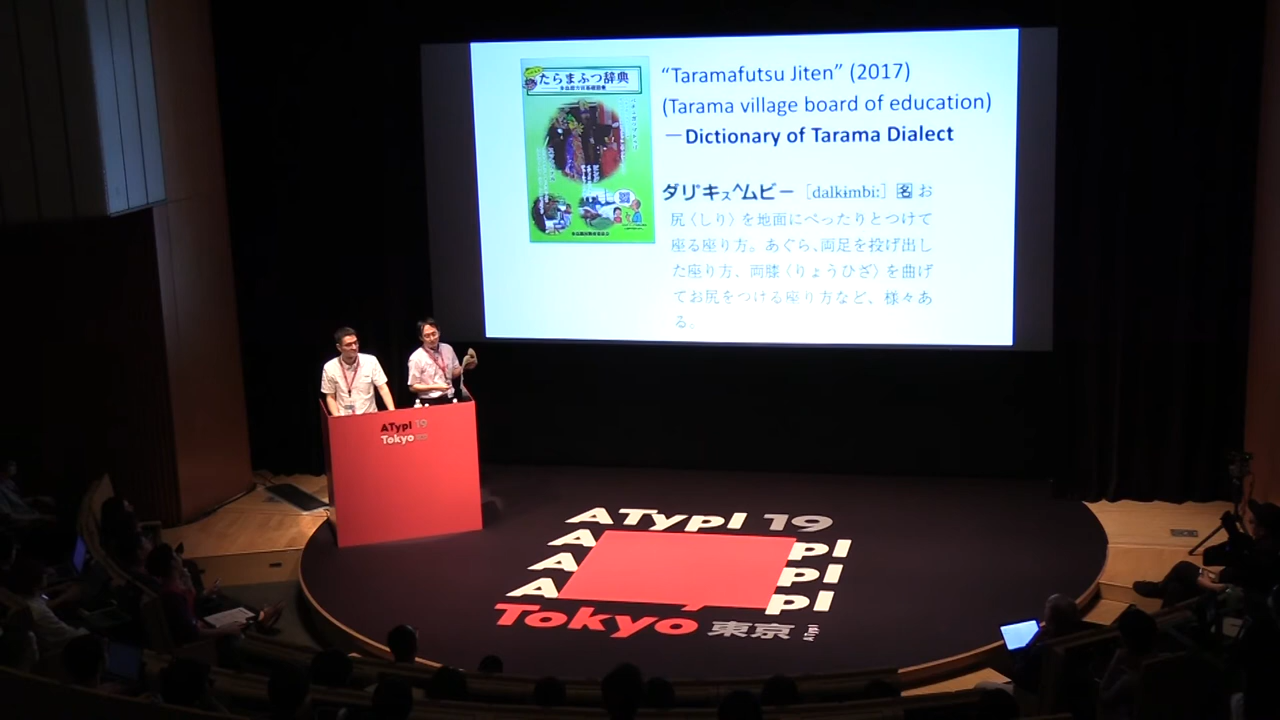 たらまふつ辞典
“Taramafutsu Jiten” (2017)
(Tarama village board of education)
—Dictionary of Tarama Dialect
ダリ゚キス^ムビー [dalkɨmbiː] 名 お
尻〈しり〉を地面にぺったりとつけて
座る座り方。あぐら、両足を投げ出し
た座り方、両膝〈りょうひざ〉を曲げ
てお尻をつける座り方など、様々あ
る。
ATypI 19
Tokyo
ATypI 19
A pI
A pI
A pI
Tokyo 東京 ATypI